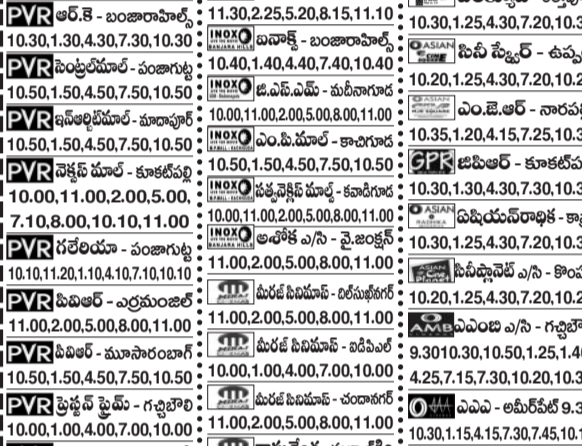 PVR ఆర్.కె - బంజారాహిల్స్
10.30,1.30,4.30,7.30,10.30
PVR సెంట్రల్‌మాల్ - పంజాగుట్ట
10.50,1.50,4.50,7.50,10.50
PVR ఇన్‌ఆర్బిట్‌మాల్ - మాదాపూర్
10.50,1.50,4.50,7.50,10.50
PVR నెక్సస్ మాల్ - కూకట్‌పల్లి
10.00,11.00,2.00,5.00,
7.10,8.00,10.10,11.00
PVR గలేరియా - పంజాగుట్ట
10.10,11.20,1.10,4.10,7.10,10.10
PVR పివిఆర్ - ఎర్రమంజిల్
11.00,2.00,5.00,8.00,11.00
PVR పివిఆర్ - మూసారంబాగ్
10.50,1.50,4.50,7.50,10.50
PVR ప్రెస్టన్ ప్రైమ్ - గచ్చిబౌలి
10.00,1.00,4.00,7.00,10.00
PVR
11.30,2.25,5.20,8.15,11.10
INOX ఐనాక్స్ - బంజారాహిల్స్
BANJARA HILLS
10.40,1.40,4.40,7.40,10.40
INOX జి.ఎస్.ఎమ్ - మదీనాగూడ
10.00,11.00,2.00,5.00,8.00,11.00
INOX ఎం.పి.మాల్ - కాచిగూడ
10.50,1.50,4.50,7.50,10.50
INOX సత్వనెక్లెస్ మాల్ - కవాడిగూడ
10.00,11.00,2.00,5.00,8.00,11.00
INOX అశోక ఎ/సి - వై.జంక్షన్
BANJARA HILLS
11.00,2.00,5.00,8.00,11.00
మీరజ్ సినిమాస్ - దిల్‌సుఖ్‌నగర్
11.00,2.00,5.00,8.00,11.00
మీరజ్ సినిమాస్ - ఐడిపిఎల్
10.00,1.00,4.00,7.00,10.00
మీరజ్ సినిమాస్ - చందానగర్
11.00,2.00,5.00,8.00,11.00
10.30,1.25,4.30,7.20,10.3
ASIAN సినీ స్క్వేర్ - ఉప్ప
10.20,1.25,4.30,7.20,10.2
ASIAN ఎం.జె.ఆర్ - నారప
10.35,1.20,4.15,7.25,10.3
GPR జిపిఆర్ - కూకట్‌ప
10.30,1.30,4.30,7.30,10.3
ASIAN ఏషియన్‌రాధిక - కా
10.30,1.25,4.30,7.20,10.3
ASIAN Cine Planet సినీప్లానెట్ ఎ/సి - కొంప
10.20,1.25,4.30,7.20,10.2
AMB ఎఎంబి ఎ/సి - గచ్చిబౌ
9.3010.30,10.50,1.25,1.4
4.25,7.15,7.30,10.20,10.3
ఎఎఎ - అమీర్‌పేట్ 9.3
10.30,1.15,4.15,7.30,7.45,10.